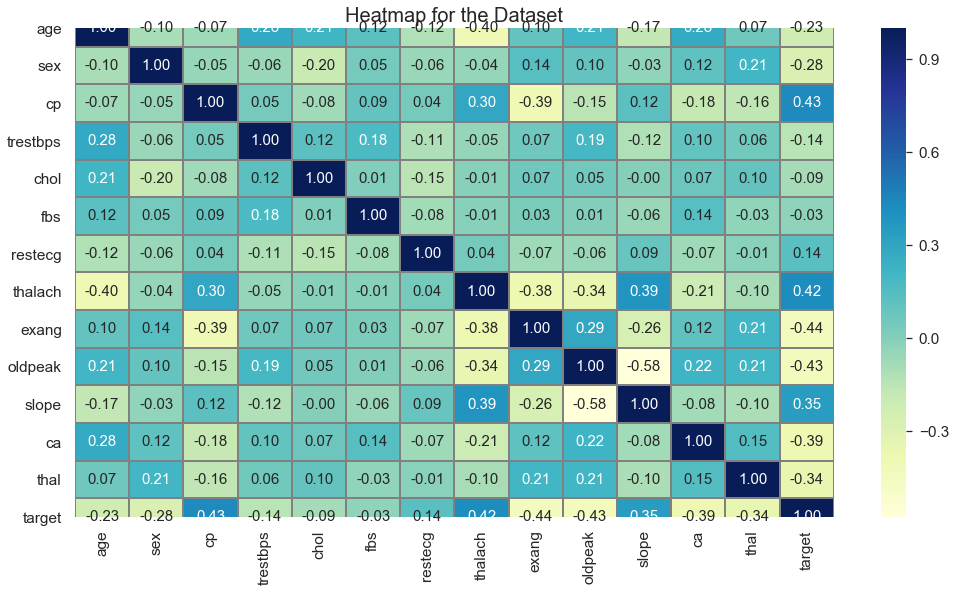 Heatmap for the Dataset
age 1.00 -0.10 -0.07 0.28 0.21 0.12 -0.12 -0.40 0.10 0.21 -0.17 0.28 0.07 -0.23
sex -0.10 1.00 -0.05 -0.06 -0.20 0.05 -0.06 -0.04 0.14 0.10 -0.03 0.12 0.21 -0.28
cp -0.07 -0.05 1.00 0.05 -0.08 0.09 0.04 0.30 -0.39 -0.15 0.12 -0.18 -0.16 0.43
trestbps 0.28 -0.06 0.05 1.00 0.12 0.18 -0.11 -0.05 0.07 0.19 -0.12 0.10 0.06 -0.14
chol 0.21 -0.20 -0.08 0.12 1.00 0.01 -0.15 -0.01 0.07 0.05 -0.00 0.07 0.10 -0.09
fbs 0.12 0.05 0.09 0.18 0.01 1.00 -0.08 -0.01 0.03 0.01 -0.06 0.14 -0.03 -0.03
restecg -0.12 -0.06 0.04 -0.11 -0.15 -0.08 1.00 0.04 -0.07 -0.06 0.09 -0.07 -0.01 0.14
thalach -0.40 -0.04 0.30 -0.05 -0.01 -0.01 0.04 1.00 -0.38 -0.34 0.39 -0.21 -0.10 0.42
exang 0.10 0.14 -0.39 0.07 0.07 0.03 -0.07 -0.38 1.00 0.29 -0.26 0.12 0.21 -0.44
oldpeak 0.21 0.10 -0.15 0.19 0.05 0.01 -0.06 -0.34 0.29 1.00 -0.58 0.22 0.21 -0.43
slope -0.17 -0.03 0.12 -0.12 -0.00 -0.06 0.09 0.39 -0.26 -0.58 1.00 -0.08 -0.10 0.35
ca 0.28 0.12 -0.18 0.10 0.07 0.14 -0.07 -0.21 0.12 0.22 -0.08 1.00 0.15 -0.39
thal 0.07 0.21 -0.16 0.06 0.10 -0.03 -0.01 -0.10 0.21 0.21 -0.10 0.15 1.00 -0.34
target -0.23 -0.28 0.43 -0.14 -0.09 -0.03 0.14 0.42 -0.44 -0.43 0.35 -0.39 -0.34 1.00
age sex cp trestbps chol fbs restecg thalach exang oldpeak slope ca thal target
0.9
0.6
0.3
0.0
−0.3